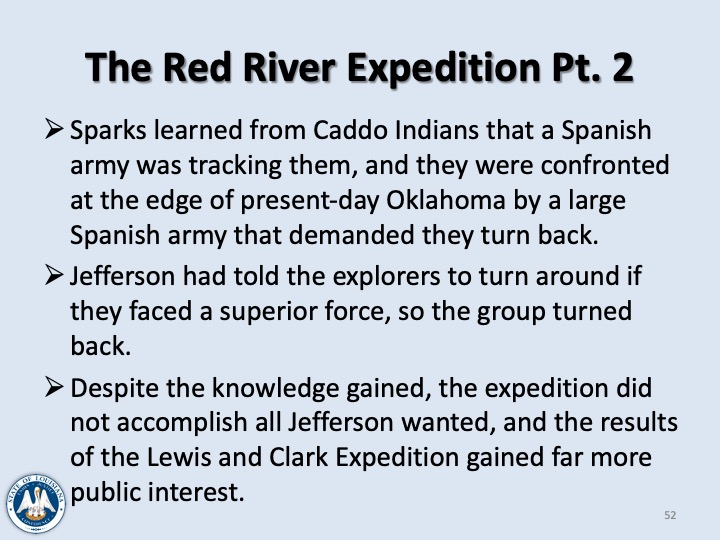 The Red River Expedition Pt. 2
Sparks learned from Caddo Indians that a Spanish
army was tracking them, and they were confronted
at the edge of present-day Oklahoma by a large
Spanish army that demanded they turn back.
Jefferson had told the explorers to turn around if
they faced a superior force, so the group turned
back.
Despite the knowledge gained, the expedition did
not accomplish all Jefferson wanted, and the results
of the Lewis and Clark Expedition gained far more
public interest.
STATE OF LOUISIANA
CONFIDENCE
52